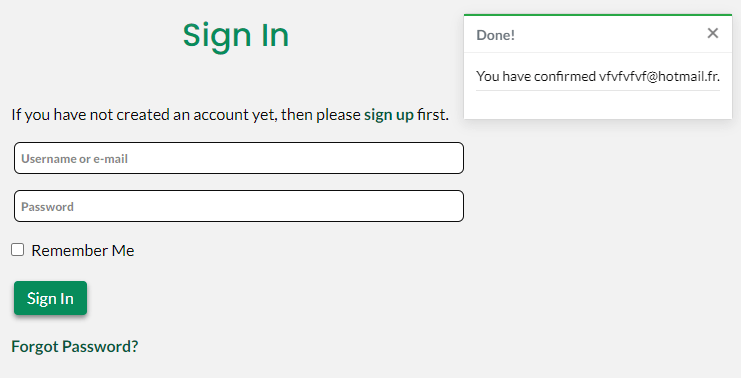 Sign In
Done!
You have confirmed vfvfvfvf@hotmail.fr.
If you have not created an account yet, then please sign up first.
Username or e-mail
Password
Remember Me
Sign In
Forgot Password?